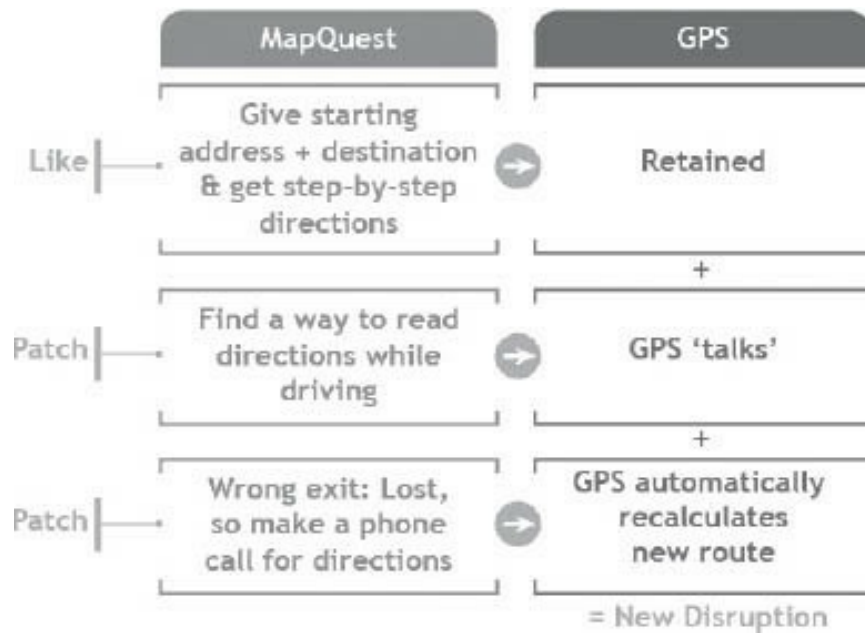 MapQuest
GPS
Like
Give starting
address + destination
& get step-by-step
directions
Retained
+
Patch
Find a way to read
directions while
driving
GPS ‘talks’
+
Patch
Wrong exit: Lost,
so make a phone
call for directions
GPS automatically
recalculates
new route
= New Disruption